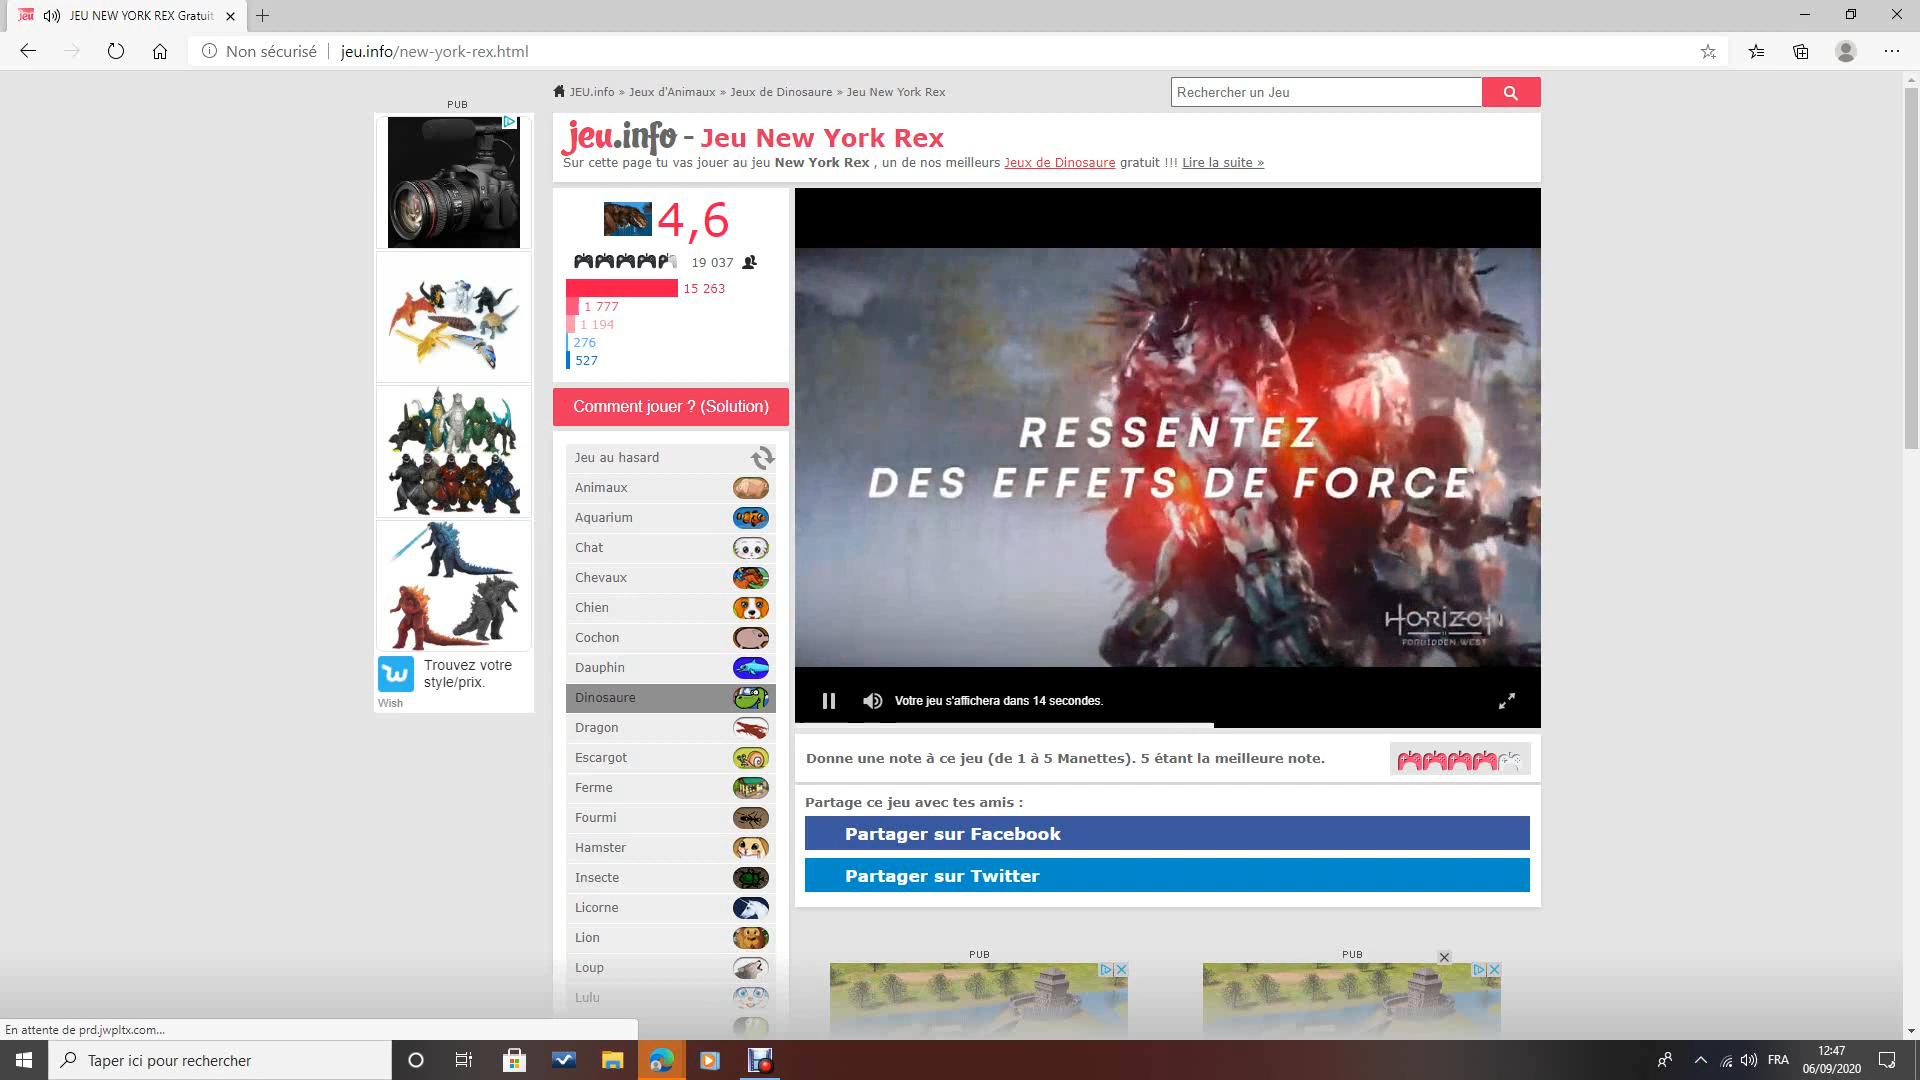 jeu
JEU NEW YORK REX Gratuit
Non sécurisé
jeu.info/new-york-rex.html
JEU.info » Jeux d'Animaux » Jeux de Dinosaure » Jeu New York Rex
Rechercher un Jeu
PUB
jeu.info - Jeu New York Rex
Sur cette page tu vas jouer au jeu New York Rex , un de nos meilleurs Jeux de Dinosaure gratuit !!! Lire la suite »
4,6
19 037
15 263
1 777
1 194
276
527
Comment jouer ? (Solution)
Jeu au hasard
Animaux
Aquarium
Chat
Chevaux
Chien
Cochon
Dauphin
Dinosaure
Dragon
Escargot
Ferme
Fourmi
Hamster
Insecte
Licorne
Lion
Loup
Lulu
Trouvez votre
style/prix.
Wish
RESSENTEZ
DES EFFETS DE FORCE
HORIZON
FORBIDDEN WEST
Votre jeu s'affichera dans 14 secondes.
Donne une note à ce jeu (de 1 à 5 Manettes). 5 étant la meilleure note.
Partage ce jeu avec tes amis :
Partager sur Facebook
Partager sur Twitter
PUB
PUB
En attente de prd.jwpltx.com...
Taper ici pour rechercher
FRA
12:47
06/09/2020